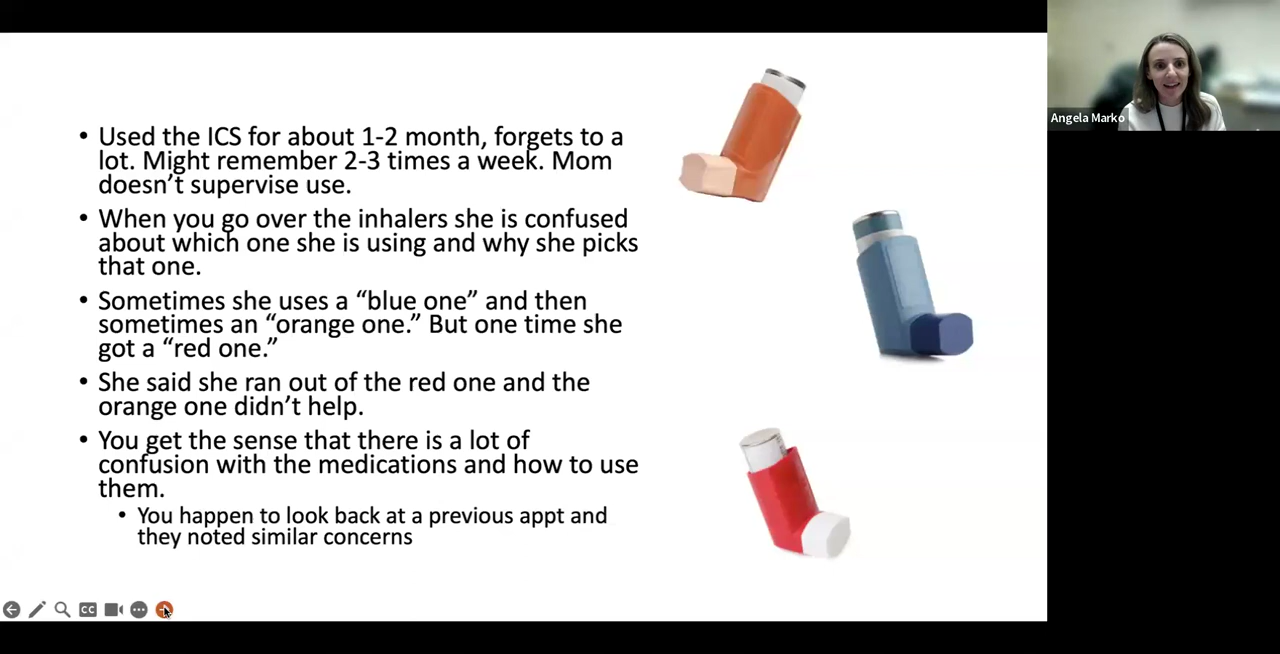 • Used the ICS for about 1-2 month, forgets to a
lot. Might remember 2-3 times a week. Mom
doesn’t supervise use.
• When you go over the inhalers she is confused
about which one she is using and why she picks
that one.
• Sometimes she uses a “blue one” and then
sometimes an “orange one.” But one time she
got a “red one.”
• She said she ran out of the red one and the
orange one didn’t help.
• You get the sense that there is a lot of
confusion with the medications and how to use
them.
• You happen to look back at a previous appt and
they noted similar concerns
Angela Marko
CC